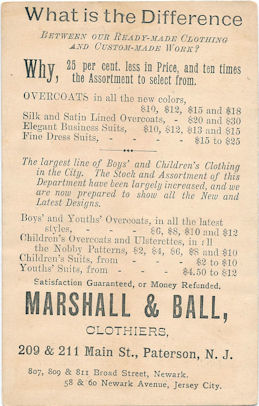 What is the Difference
BETWEEN OUR READY-MADE CLOTHING
AND CUSTOM-MADE WORK?
Why, 25 per cent. less in Price, and ten times
the Assortment to select from.
OVERCOATS in all the new colors,
$10, $12, $15 and $18
Silk and Satin Lined Overcoats, - $20 and $30
Elegant Business Suits, $10, $12, $13 and $15
Fine Dress Suits, - - - - $15 to $25
The largest line of Boys' and Children's Clothing
in the City. The Stock and Assortment of this
Department have been largely increased, and we
are now prepared to show all the New and
Latest Designs.
Boys' and Youths' Overcoats, in all the latest
styles, - - - - $6, $8, $10 and $12
Children's Overcoats and Ulsterettes, in all
the Nobby Patterns, $2, $4, $6, $8 and $10
Children's Suits, from - - - $2 to $10
Youths' Suits, from - - - $4.50 to $12
Satisfaction Guaranteed, or Money Refunded.
MARSHALL & BALL,
CLOTHIERS,
209 & 211 Main St., Paterson, N. J.
807, 809 & 811 Broad Street, Newark.
58 & 60 Newark Avenue, Jersey City.